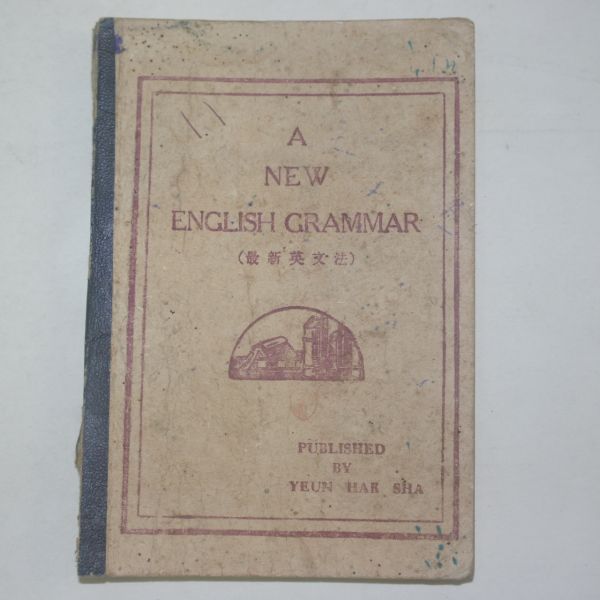 A
NEW
ENGLISH GRAMMAR
(最新英文法)
PUBLISHED
BY
YEUN HAK SHA